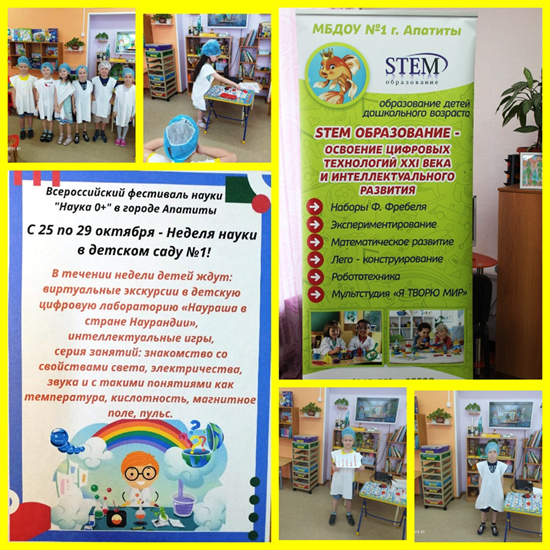 Всероссийский фестиваль науки
"Наука 0+" в городе Апатиты
С 25 по 29 октября - Неделя науки
в детском саду №1!
В течении недели детей ждут:
виртуальные экскурсии в детскую
цифровую лабораторию «Наураша в
стране Наурандии»,
интеллектуальные игры,
серия занятий: знакомство со
свойствами света, электричества,
звука и с такими понятиями как
температура, кислотность, магнитное
поле, пульс.
МБДОУ №1 г. Апатиты
STEM
образование
образование детей
дошкольного возраста
STEM ОБРАЗОВАНИЕ -
ОСВОЕНИЕ ЦИФРОВЫХ
ТЕХНОЛОГИЙ XXI ВЕКА
И ИНТЕЛЛЕКТУАЛЬНОГО
РАЗВИТИЯ
Наборы Ф. Фребеля
Экспериментирование
Математическое развитие
Лего - конструирование
Робототехника
Мультстудия «Я ТВОРЮ МИР»